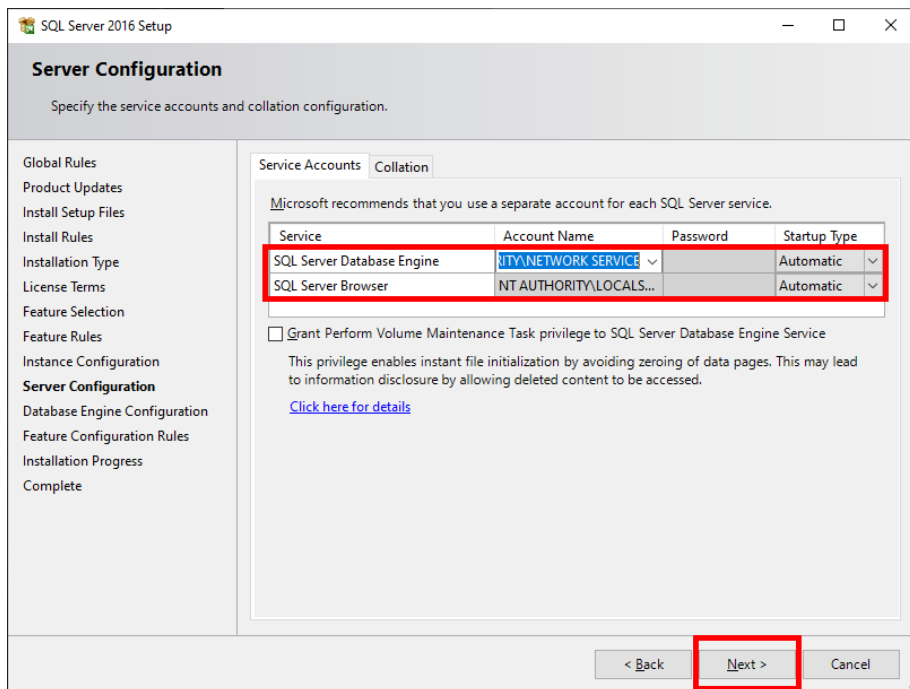 SQL Server 2016 Setup
Server Configuration
Specify the service accounts and collation configuration.
Global Rules
Product Updates
Install Setup Files
Install Rules
Installation Type
License Terms
Feature Selection
Feature Rules
Instance Configuration
Server Configuration
Database Engine Configuration
Feature Configuration Rules
Installation Progress
Complete
Service Accounts Collation
Microsoft recommends that you use a separate account for each SQL Server service.
Service Account Name Password Startup Type
SQL Server Database Engine RITY\NETWORK SERVICE Automatic
SQL Server Browser NT AUTHORITY\LOCALS... Automatic
Grant Perform Volume Maintenance Task privilege to SQL Server Database Engine Service
This privilege enables instant file initialization by avoiding zeroing of data pages. This may lead
to information disclosure by allowing deleted content to be accessed.
Click here for details
< Back Next > Cancel